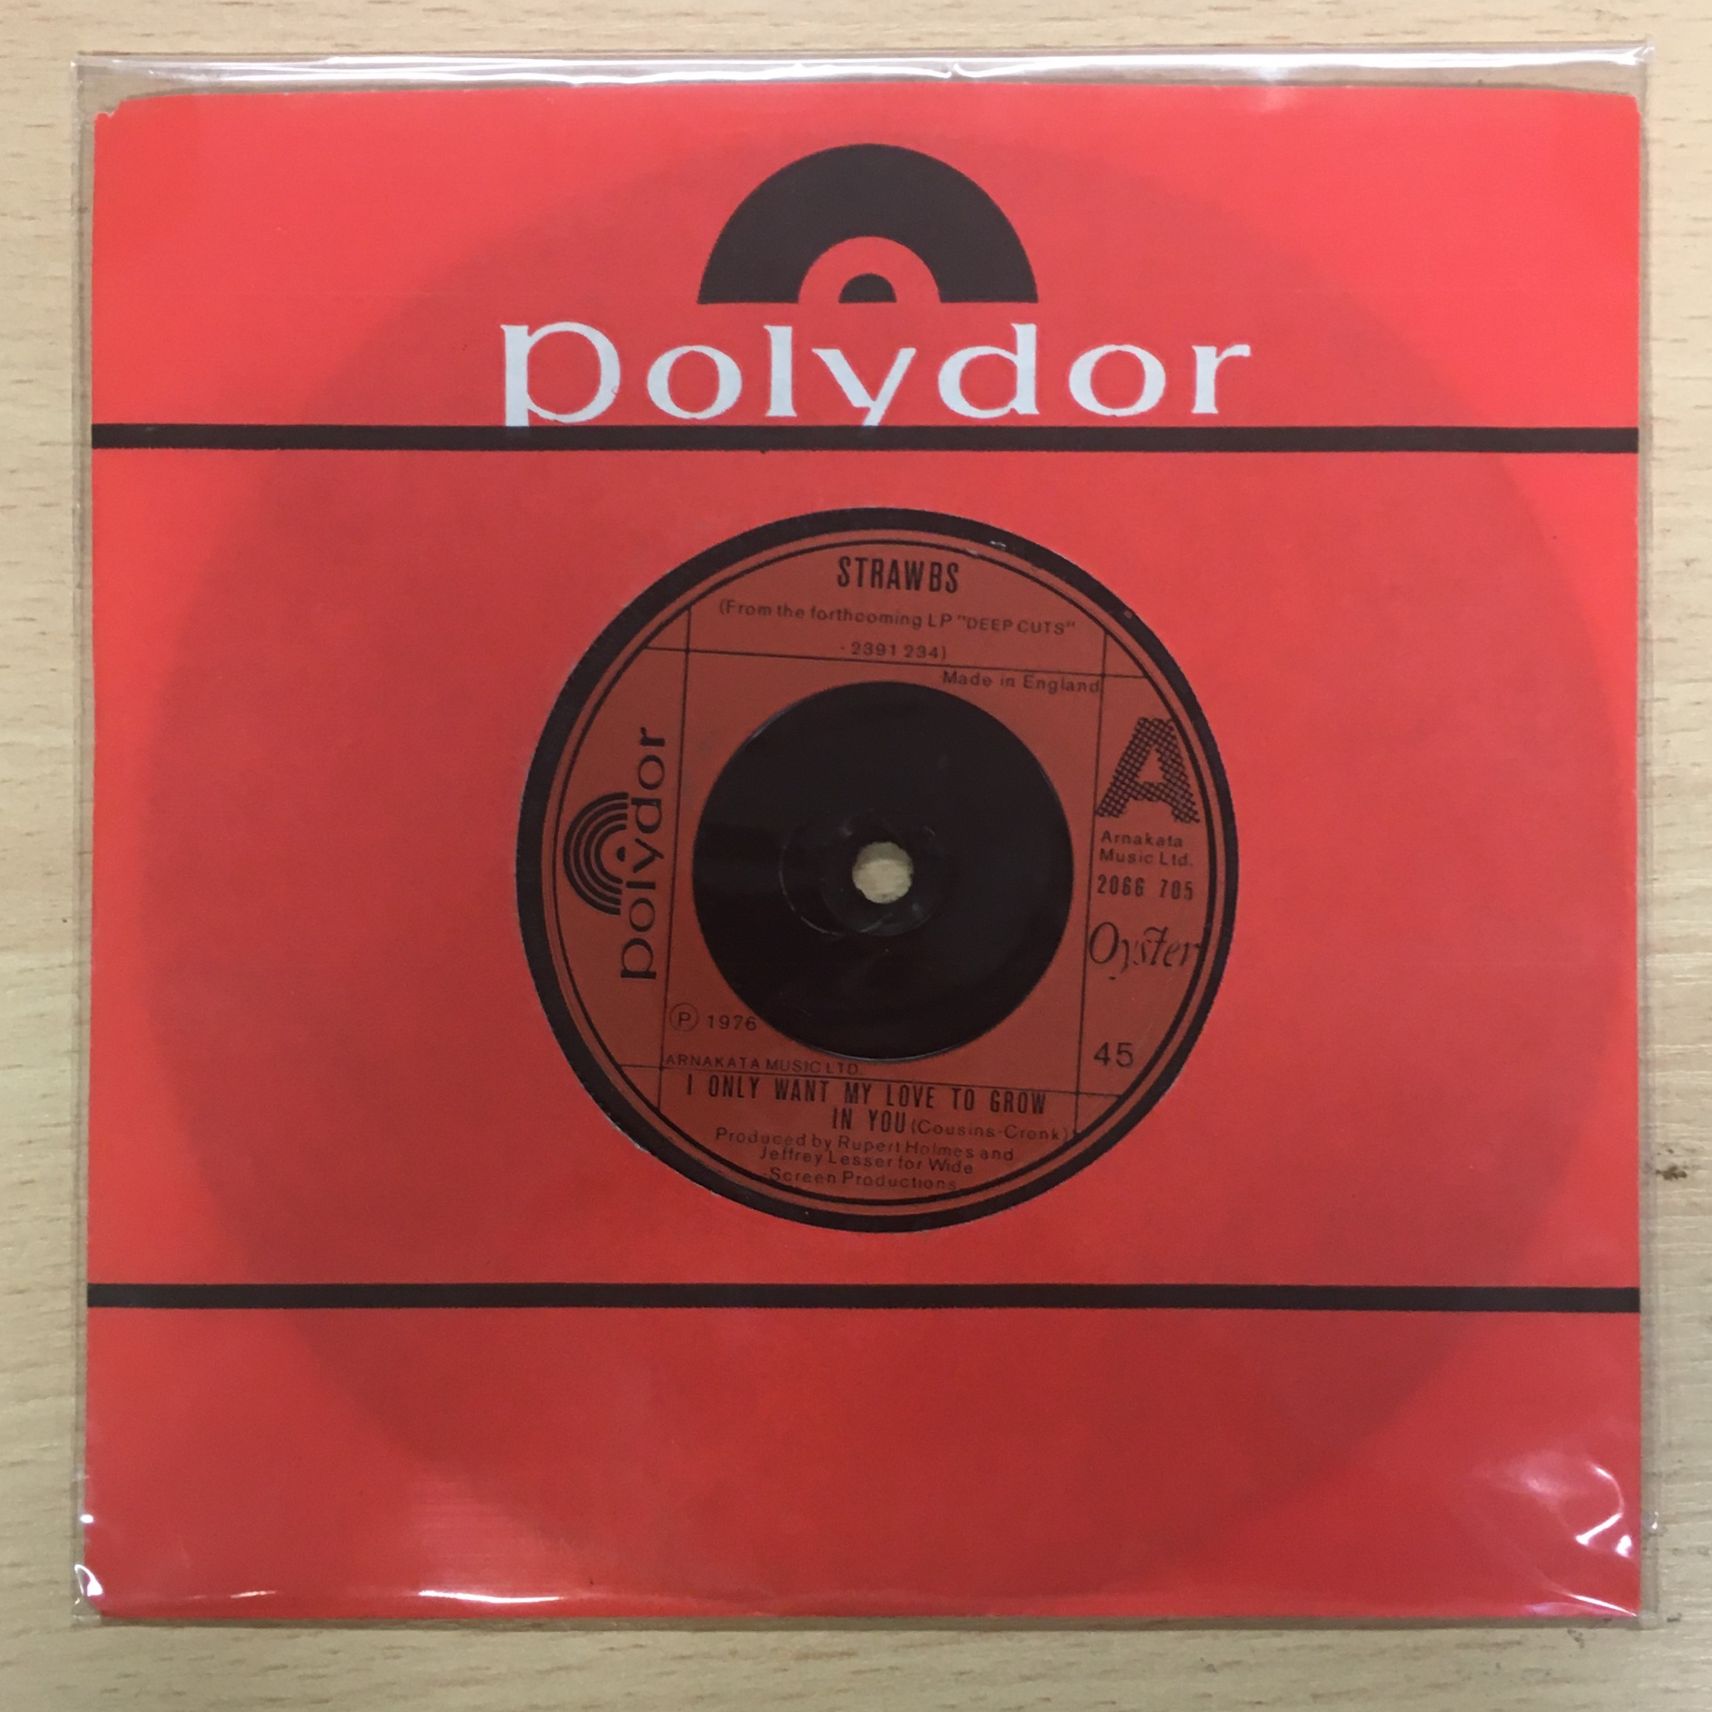 polydor
STRAWBS
(From the forthcoming LP "DEEP CUTS"
- 2391 234)
Made in England
polydor
A
Arnakata
Music Ltd.
2066 705
Oyster
Ⓟ 1976
45
ARNAKATA MUSIC LTD.
I ONLY WANT MY LOVE TO GROW
IN YOU (Cousins-Cronk)
Produced by Rupert Holmes and
Jeffrey Lesser for Wide
-Screen Productions